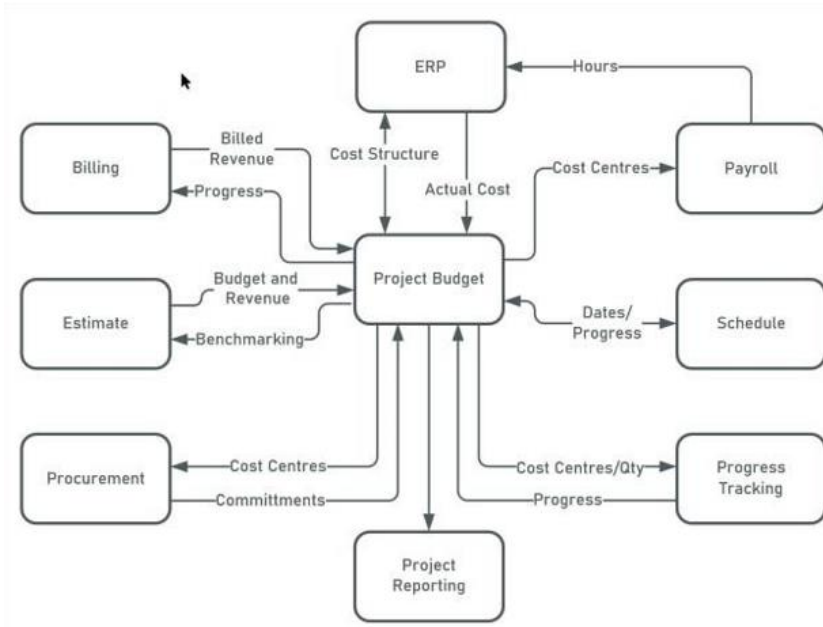 ERP
Hours
Billing
Billed
Revenue
Cost Structure
Cost Centres
Payroll
Progress
Actual Cost
Project Budget
Estimate
Budget and
Revenue
Dates/
Progress
Schedule
Benchmarking
Procurement
Cost Centres
Cost Centres/Qty
Progress
Tracking
Committments
Progress
Project
Reporting